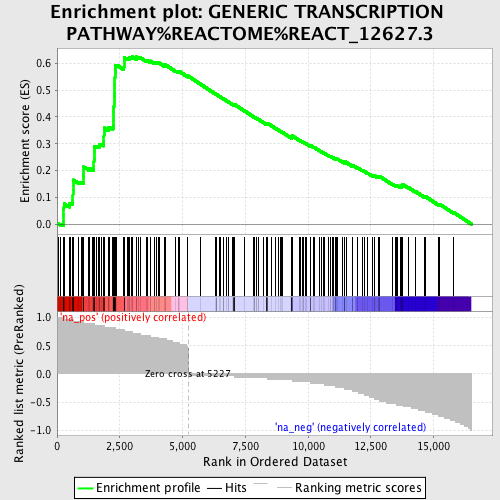 Enrichment plot: GENERIC TRANSCRIPTION
PATHWAY%REACTOME%REACT_12627.3
Enrichment score (ES)
0.6
0.5
0.4
0.3
0.2
0.1
0.0
Ranked list metric (PreRanked)
1.0
0.5
0.0
-0.5
-1.0
'na_pos' (positively correlated)
Zero cross at 5227
'na_neg' (negatively correlated)
0
2,500
5,000
7,500
10,000
12,500
15,000
Rank in Ordered Dataset
Enrichment profile
Hits
Ranking metric scores